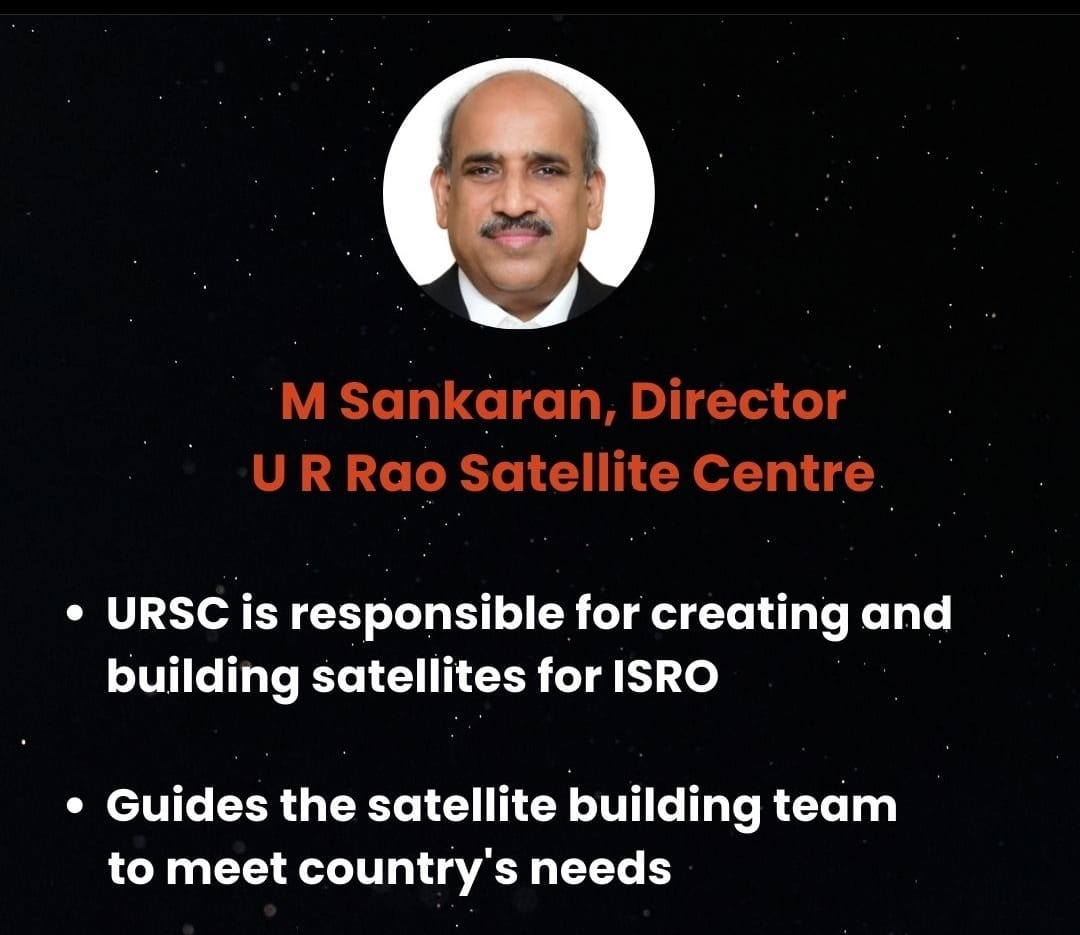 M Sankaran, Director
U R Rao Satellite Centre
• URSC is responsible for creating and
building satellites for ISRO
• Guides the satellite building team
to meet country's needs